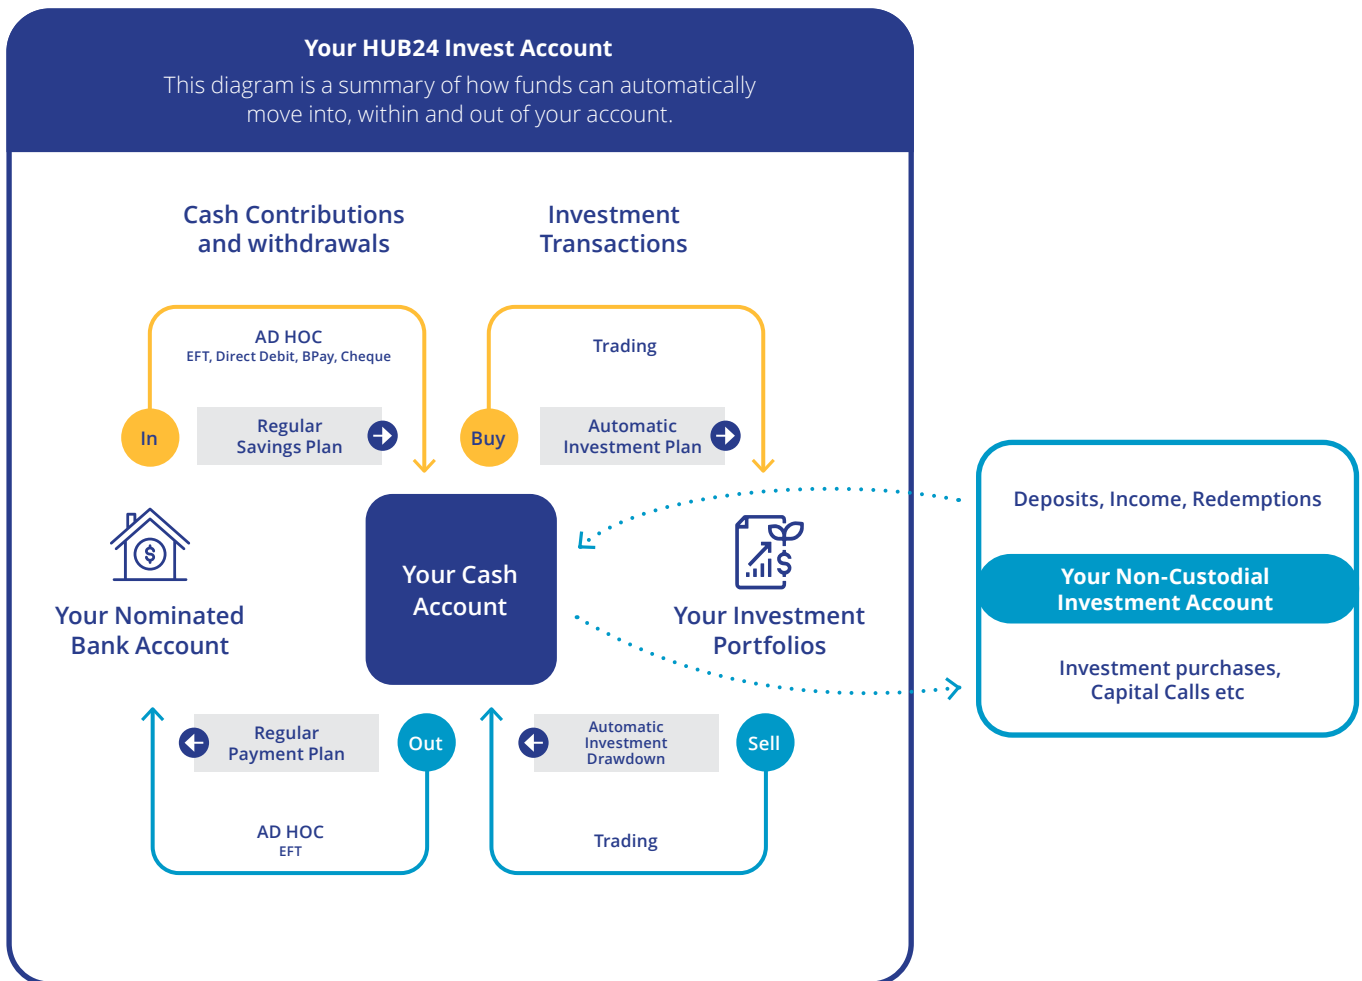 Your HUB24 Invest Account
This diagram is a summary of how funds can automatically
move into, within and out of your account.
Cash Contributions
and withdrawals
Investment
Transactions
AD HOC
EFT, Direct Debit, BPay, Cheque
Trading
In
Regular
Savings Plan
Buy
Automatic
Investment Plan
Deposits, Income, Redemptions
$
$
Your Cash
Account
Your Non-Custodial
Investment Account
Your Nominated
Bank Account
Your Investment
Portfolios
Investment purchases,
Capital Calls etc
Regular
Payment Plan
Out
Automatic
Investment
Drawdown
Sell
AD HOC
EFT
Trading